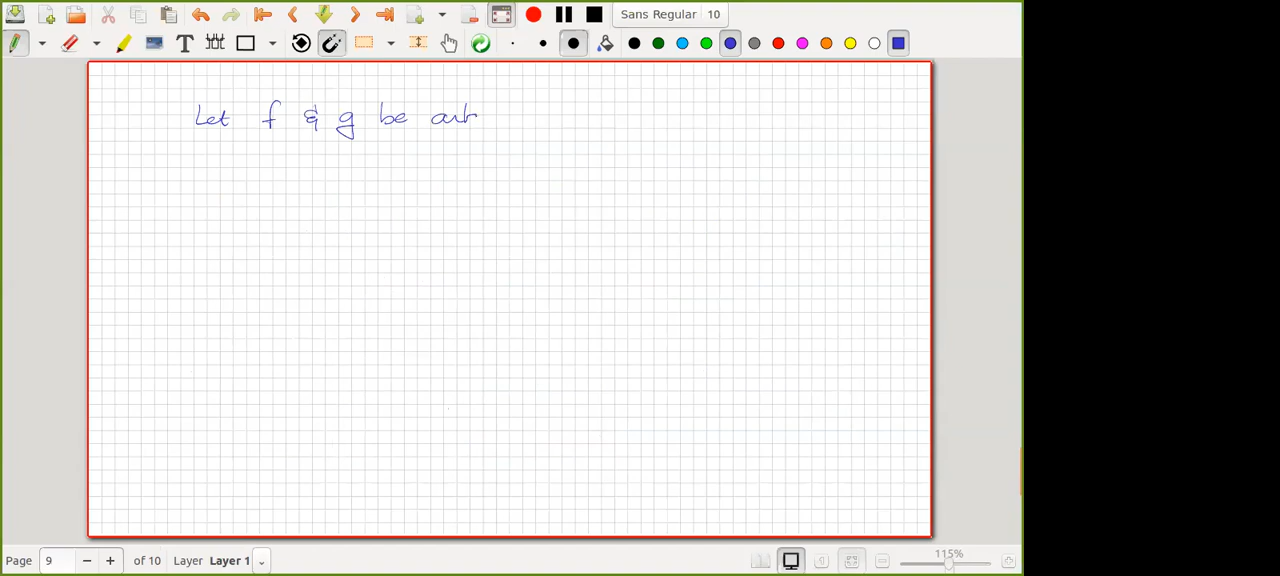 Sans Regular 10
Let f & g be arb
Page 9 of 10 Layer Layer 1 115%